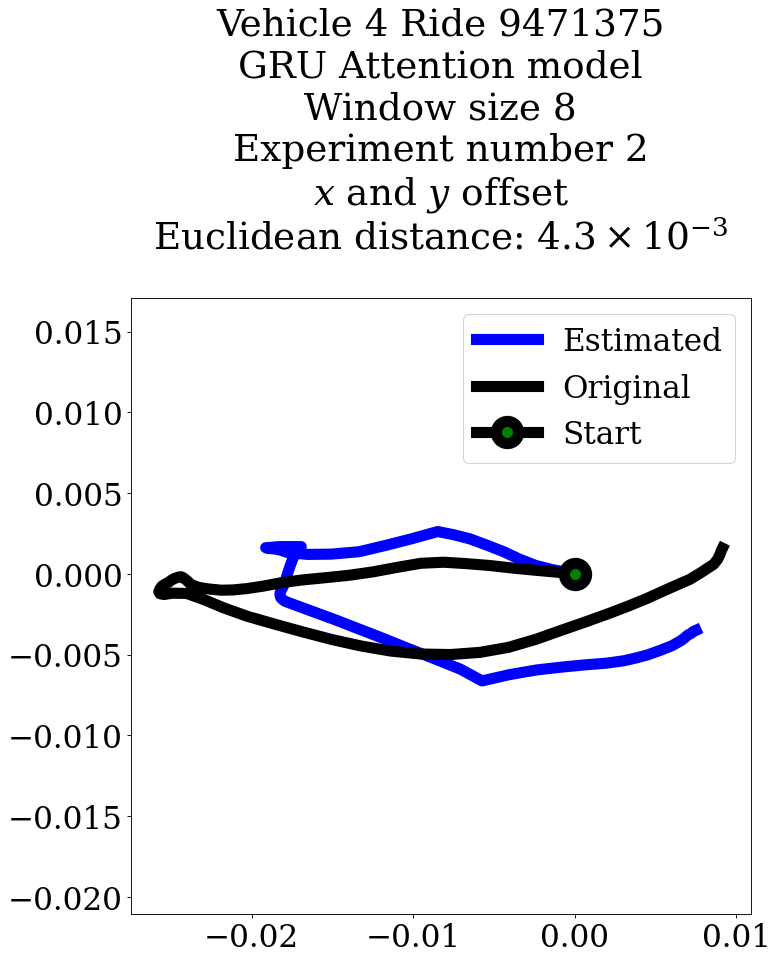 Vehicle 4 Ride 9471375
GRU Attention model
Window size 8
Experiment number 2
x and y offset
Euclidean distance: 4.3 × 10⁻³
Estimated
Original
Start
0.015
0.010
0.005
0.000
−0.005
−0.010
−0.015
−0.020
−0.02
−0.01
0.00
0.01